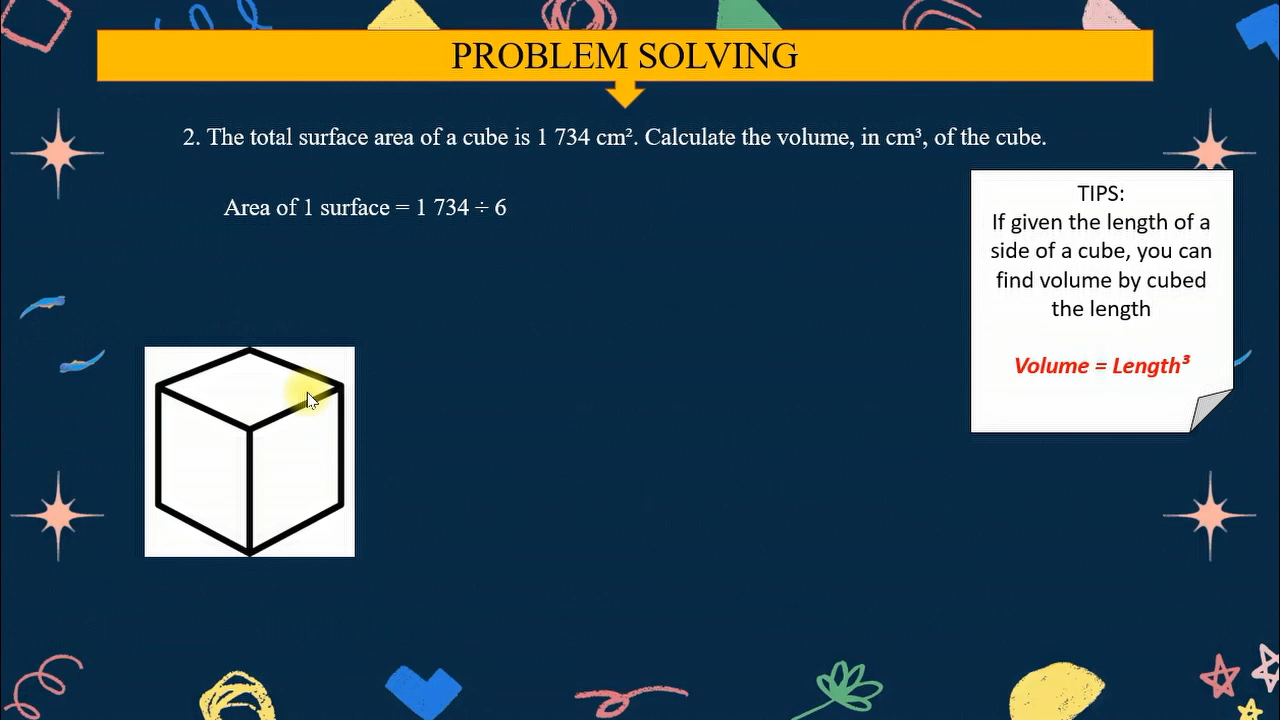 PROBLEM SOLVING
2. The total surface area of a cube is 1 734 cm². Calculate the volume, in cm³, of the cube.
Area of 1 surface = 1 734 ÷ 6
TIPS:
If given the length of a
side of a cube, you can
find volume by cubed
the length
Volume = Length³